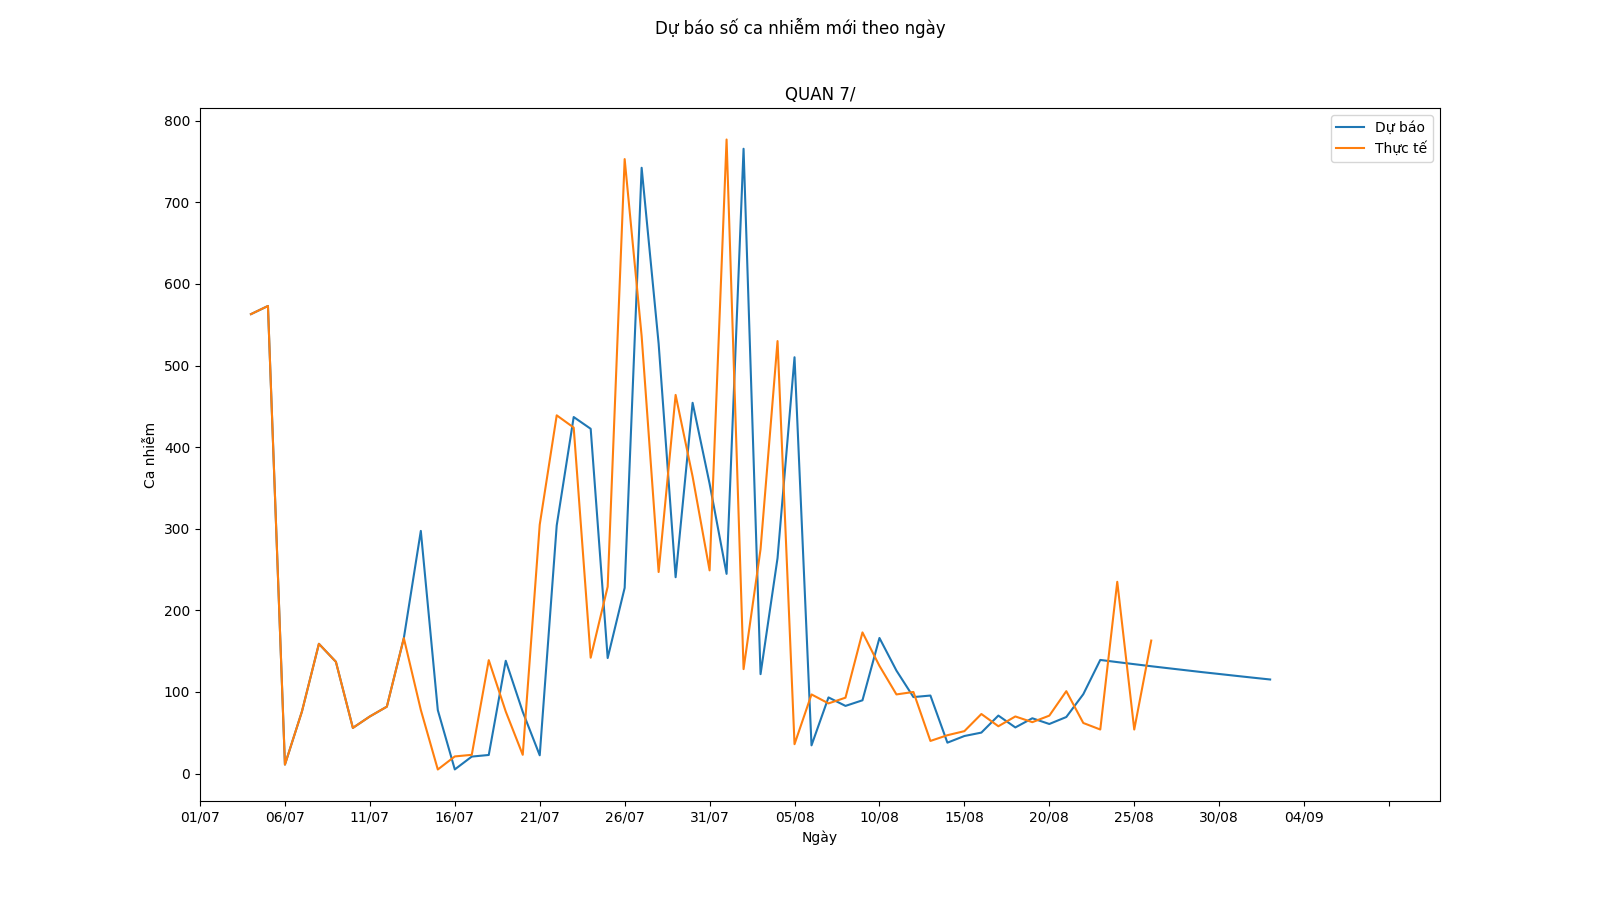 Dự báo số ca nhiễm mới theo ngày
QUAN 7/
Dự báo
Thực tế
800
700
600
500
400
300
200
100
0
Ca nhiễm
01/07 06/07 11/07 16/07 21/07 26/07 31/07 05/08 10/08 15/08 20/08 25/08 30/08 04/09
Ngày